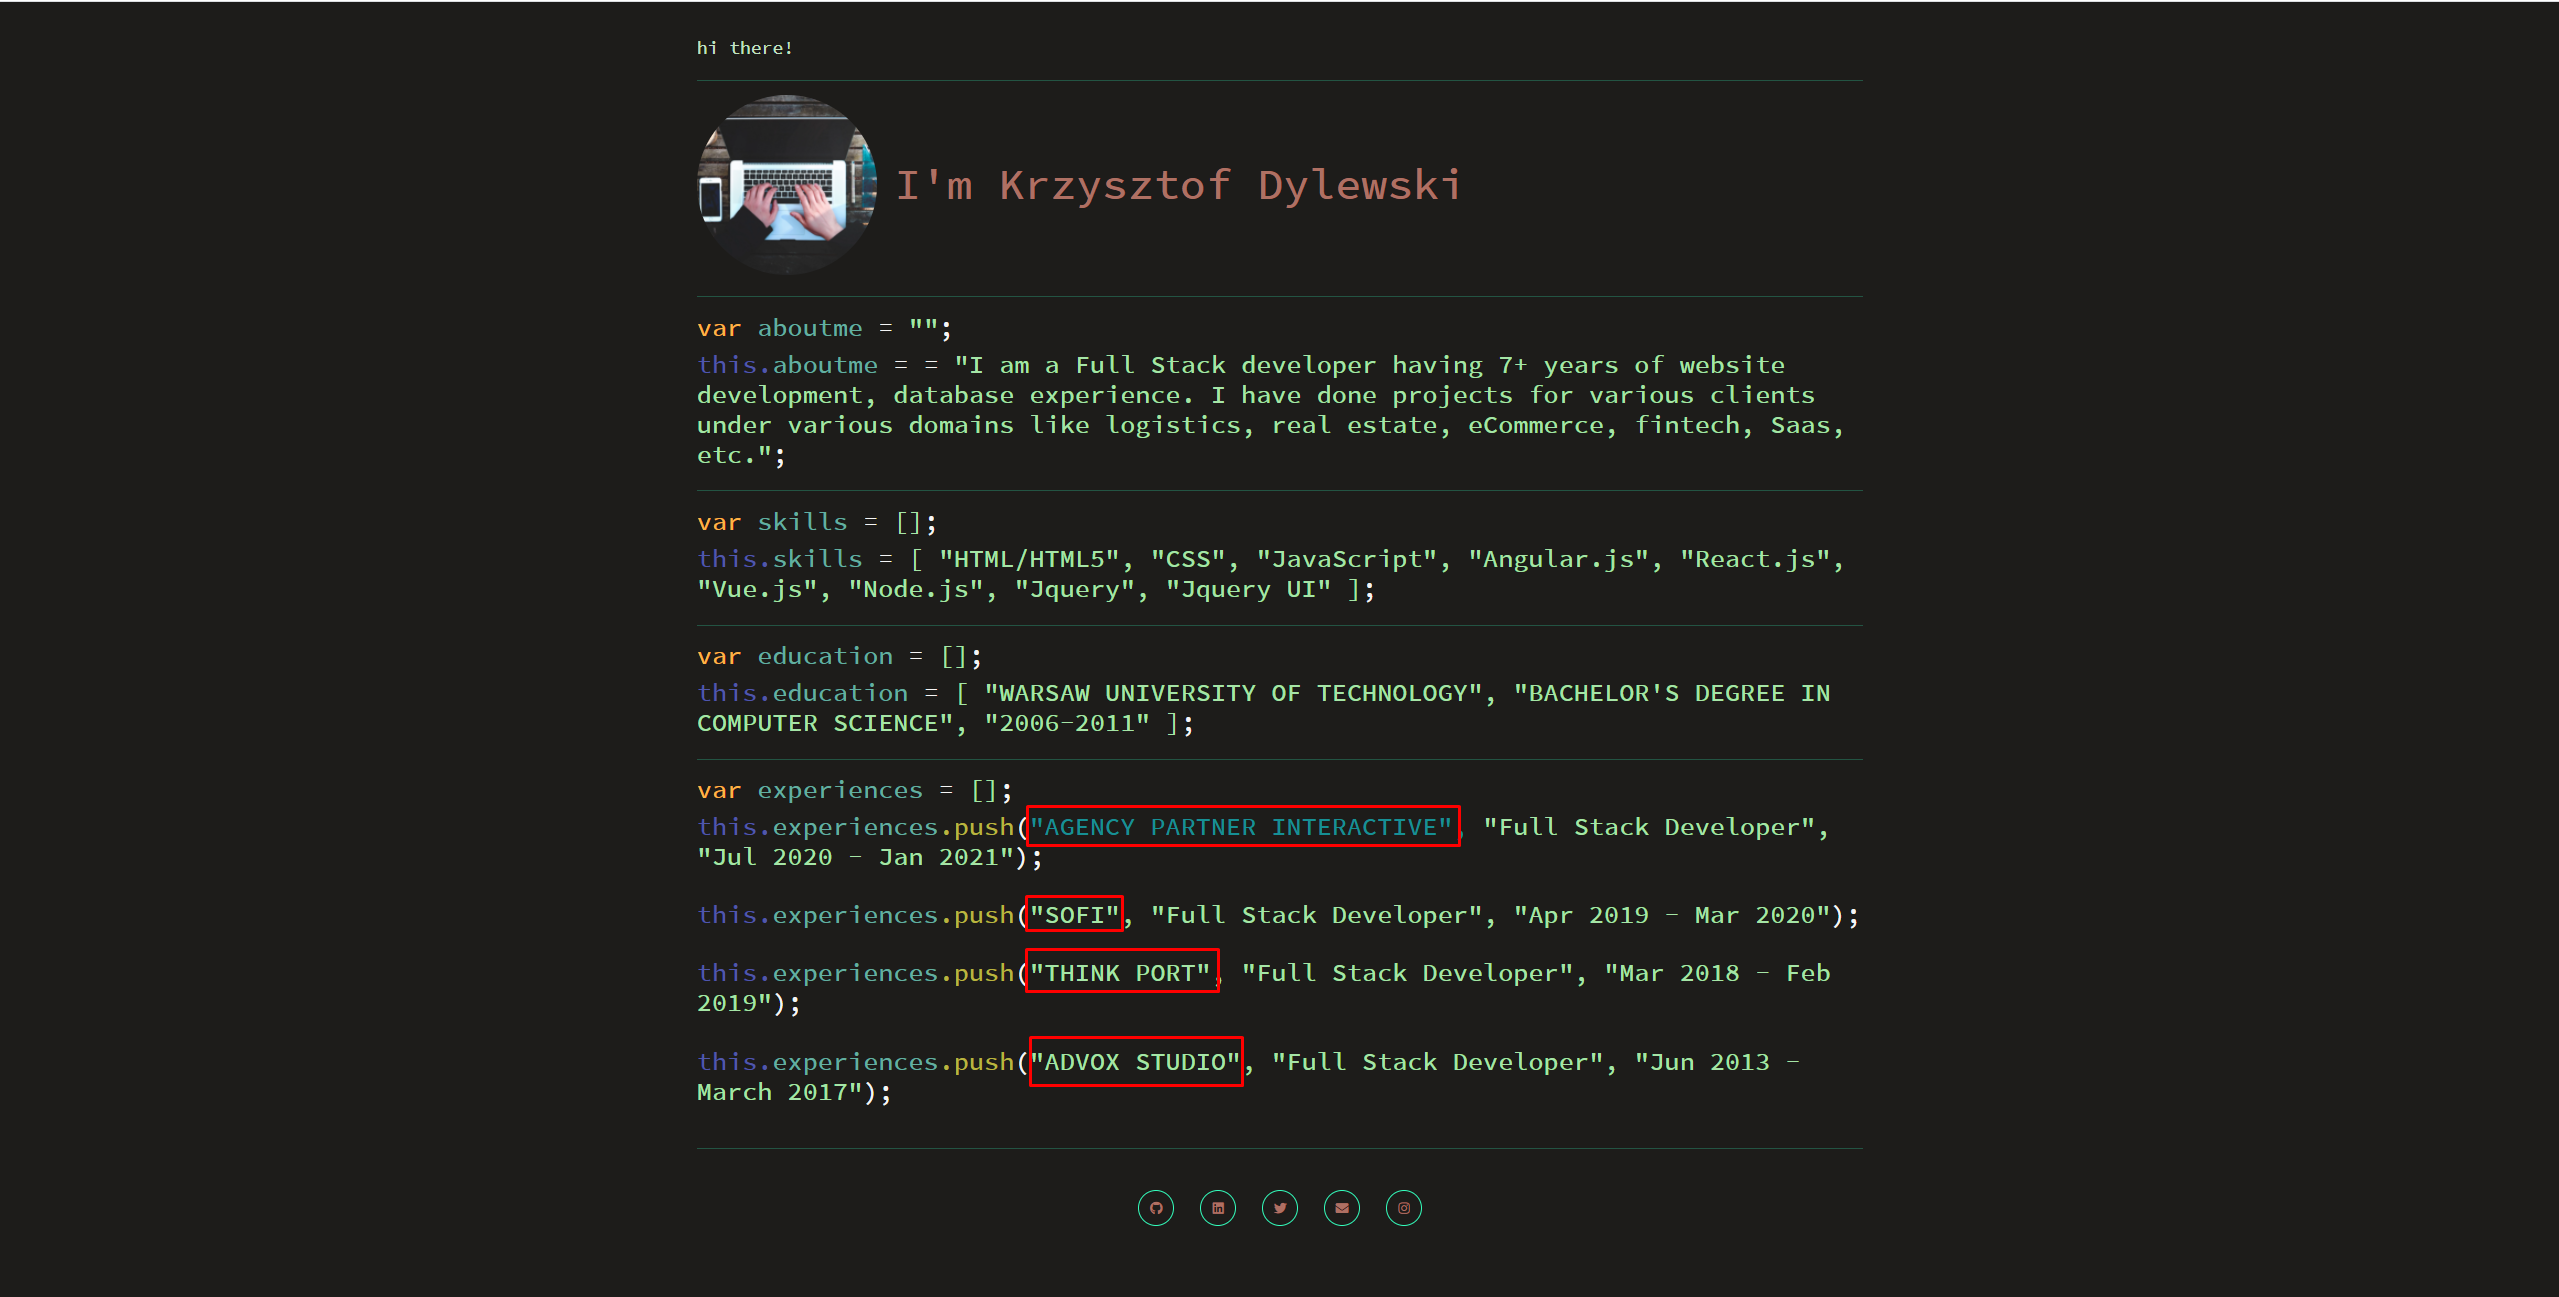 hi there!
I'm Krzysztof Dylewski
var aboutme = "";
this.aboutme = = "I am a Full Stack developer having 7+ years of website
development, database experience. I have done projects for various clients
under various domains like logistics, real estate, eCommerce, fintech, Saas,
etc.";
var skills = [];
this.skills = [ "HTML/HTML5", "CSS", "JavaScript", "Angular.js", "React.js",
"Vue.js", "Node.js", "Jquery", "Jquery UI" ];
var education = [];
this.education = [ "WARSAW UNIVERSITY OF TECHNOLOGY", "BACHELOR'S DEGREE IN
COMPUTER SCIENCE", "2006-2011" ];
var experiences = [];
this.experiences.push("AGENCY PARTNER INTERACTIVE", "Full Stack Developer",
"Jul 2020 - Jan 2021");
this.experiences.push("SOFI", "Full Stack Developer", "Apr 2019 - Mar 2020");
this.experiences.push("THINK PORT", "Full Stack Developer", "Mar 2018 - Feb
2019");
this.experiences.push("ADVOX STUDIO", "Full Stack Developer", "Jun 2013 -
March 2017");